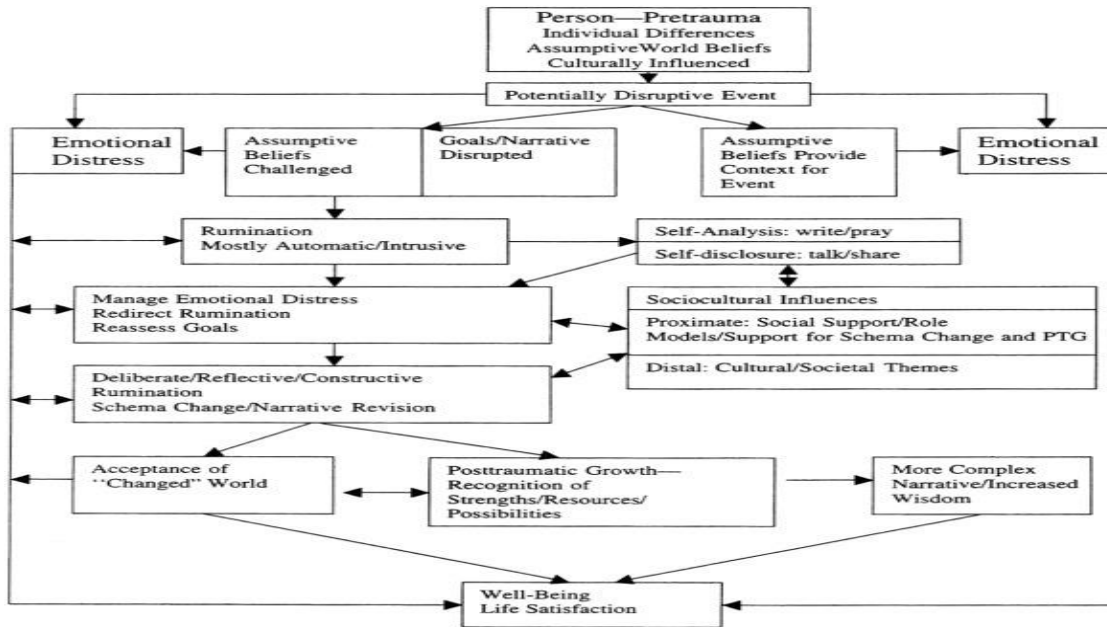 Person—Pretrauma
Individual Differences
AssumptiveWorld Beliefs
Culturally Influenced
Potentially Disruptive Event
Emotional
Distress
Assumptive
Beliefs
Challenged
Goals/Narrative
Disrupted
Assumptive
Beliefs Provide
Context for
Event
Emotional
Distress
Rumination
Mostly Automatic/Intrusive
Self-Analysis: write/pray
Self-disclosure: talk/share
Manage Emotional Distress
Redirect Rumination
Reassess Goals
Sociocultural Influences
Proximate: Social Support/Role
Models/Support for Schema Change and PTG
Distal: Cultural/Societal Themes
Deliberate/Reflective/Constructive
Rumination
Schema Change/Narrative Revision
Acceptance of
"Changed" World
Posttraumatic Growth—
Recognition of
Strengths/Resources/
Possibilities
More Complex
Narrative/Increased
Wisdom
Well-Being
Life Satisfaction